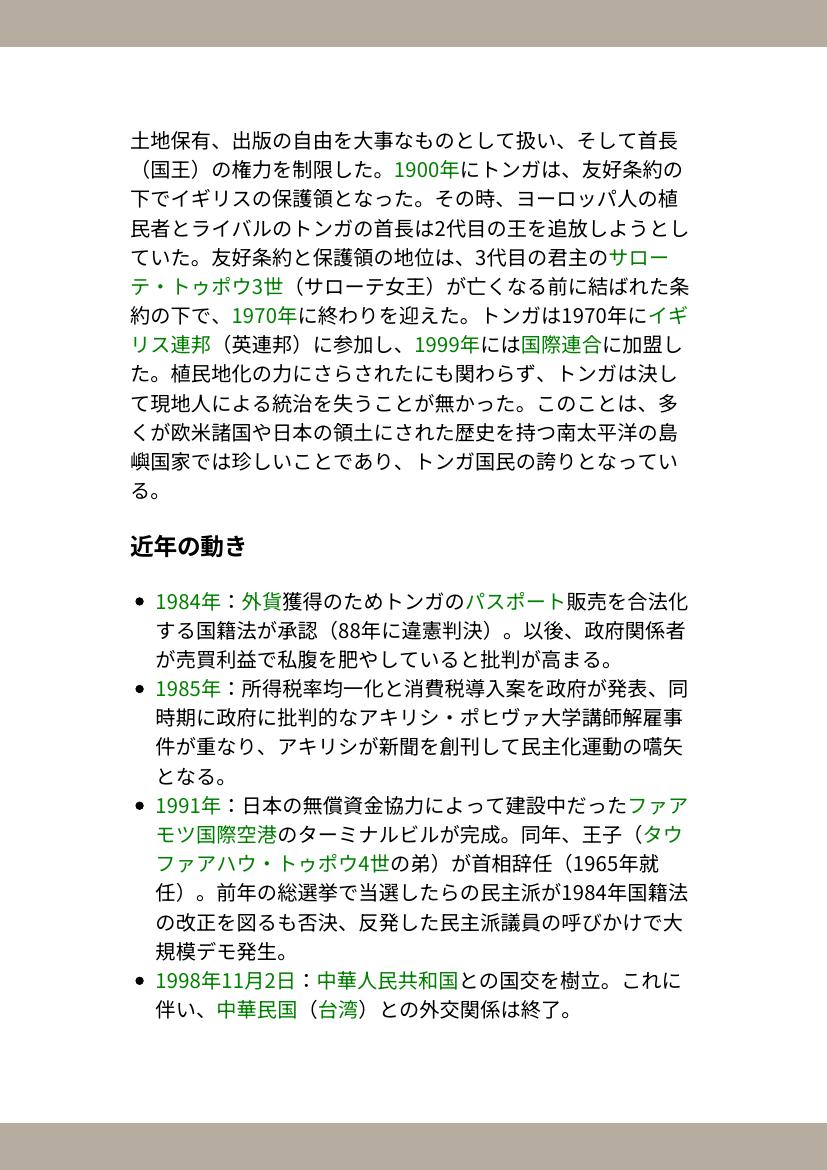 土地保有、出版の自由を大事なものとして扱い、そして首長
（国王）の権力を制限した。1900年にトンガは、友好条約の
下でイギリスの保護領となった。その時、ヨーロッパ人の植
民者とライバルのトンガの首長は2代目の王を追放しようとし
ていた。友好条約と保護領の地位は、3代目の君主のサロー
テ・トゥポウ3世（サローテ女王）が亡くなる前に結ばれた条
約の下で、1970年に終わりを迎えた。トンガは1970年にイギ
リス連邦（英連邦）に参加し、1999年には国際連合に加盟し
た。植民地化の力にさらされたにも関わらず、トンガは決し
て現地人による統治を失うことが無かった。このことは、多
くが欧米諸国や日本の領土にされた歴史を持つ南太平洋の島
嶼国家では珍しいことであり、トンガ国民の誇りとなってい
る。
近年の動き
• 1984年：外貨獲得のためトンガのパスポート販売を合法化
する国籍法が承認（88年に違憲判決）。以後、政府関係者
が売買利益で私腹を肥やしていると批判が高まる。
• 1985年：所得税率均一化と消費税導入案を政府が発表、同
時期に政府に批判的なアキリシ・ポヒヴァ大学講師解雇事
件が重なり、アキリシが新聞を創刊して民主化運動の嚆矢
となる。
• 1991年：日本の無償資金協力によって建設中だったファア
モツ国際空港のターミナルビルが完成。同年、王子（タウ
ファアハウ・トゥポウ4世の弟）が首相辞任（1965年就
任）。前年の総選挙で当選したらの民主派が1984年国籍法
の改正を図るも否決、反発した民主派議員の呼びかけで大
規模デモ発生。
• 1998年11月2日：中華人民共和国との国交を樹立。これに
伴い、中華民国（台湾）との外交関係は終了。